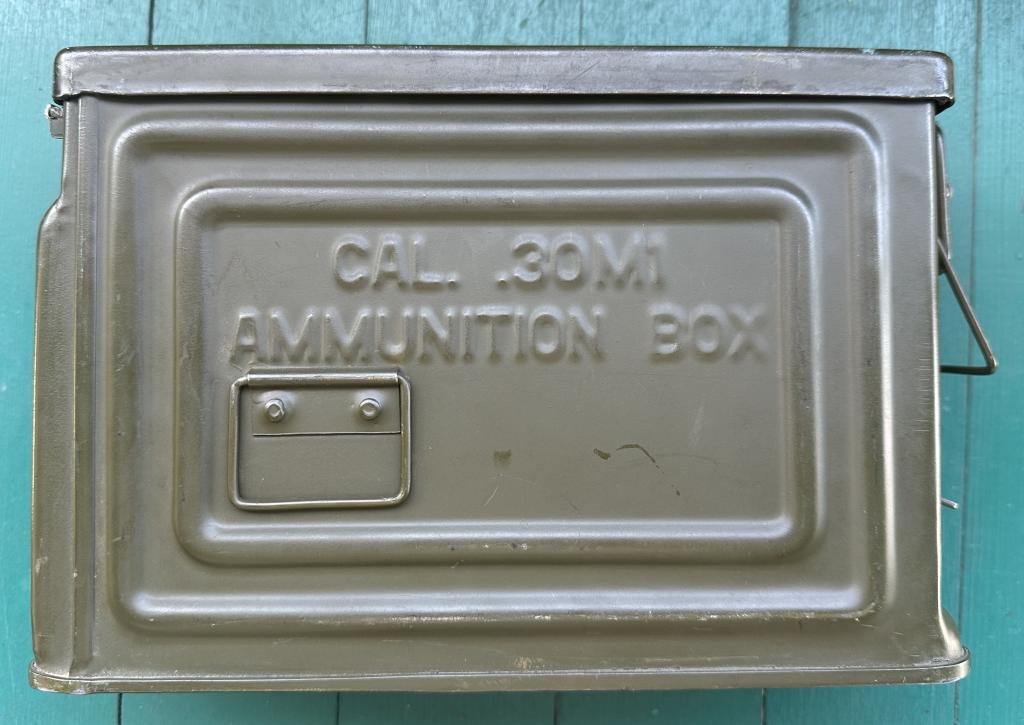 CAL. .30M1
AMMUNITION BOX